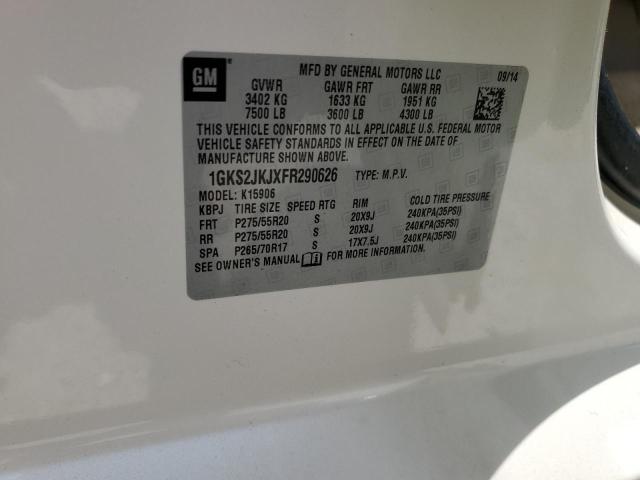 GM
MFD BY GENERAL MOTORS LLC 09/14
GVWR GAWR FRT GAWR RR
3402 KG 1633 KG 1951 KG
7500 LB 3600 LB 4300 LB
THIS VEHICLE CONFORMS TO ALL APPLICABLE U.S. FEDERAL MOTOR
VEHICLE SAFETY STANDARDS IN EFFECT ON THE DATE OF
MANUFACTURE SHOWN ABOVE.
1GKS2JKJXFR290626 TYPE: M.P.V.
MODEL: K15906
KBPJ TIRE SIZE SPEED RTG RIM COLD TIRE PRESSURE
FRT P275/55R20 S 20X9J 240KPA(35PSI)
RR P275/55R20 S 20X9J 240KPA(35PSI)
SPA P265/70R17 S 17X7.5J 240KPA(35PSI)
SEE OWNER'S MANUAL FOR MORE INFORMATION.